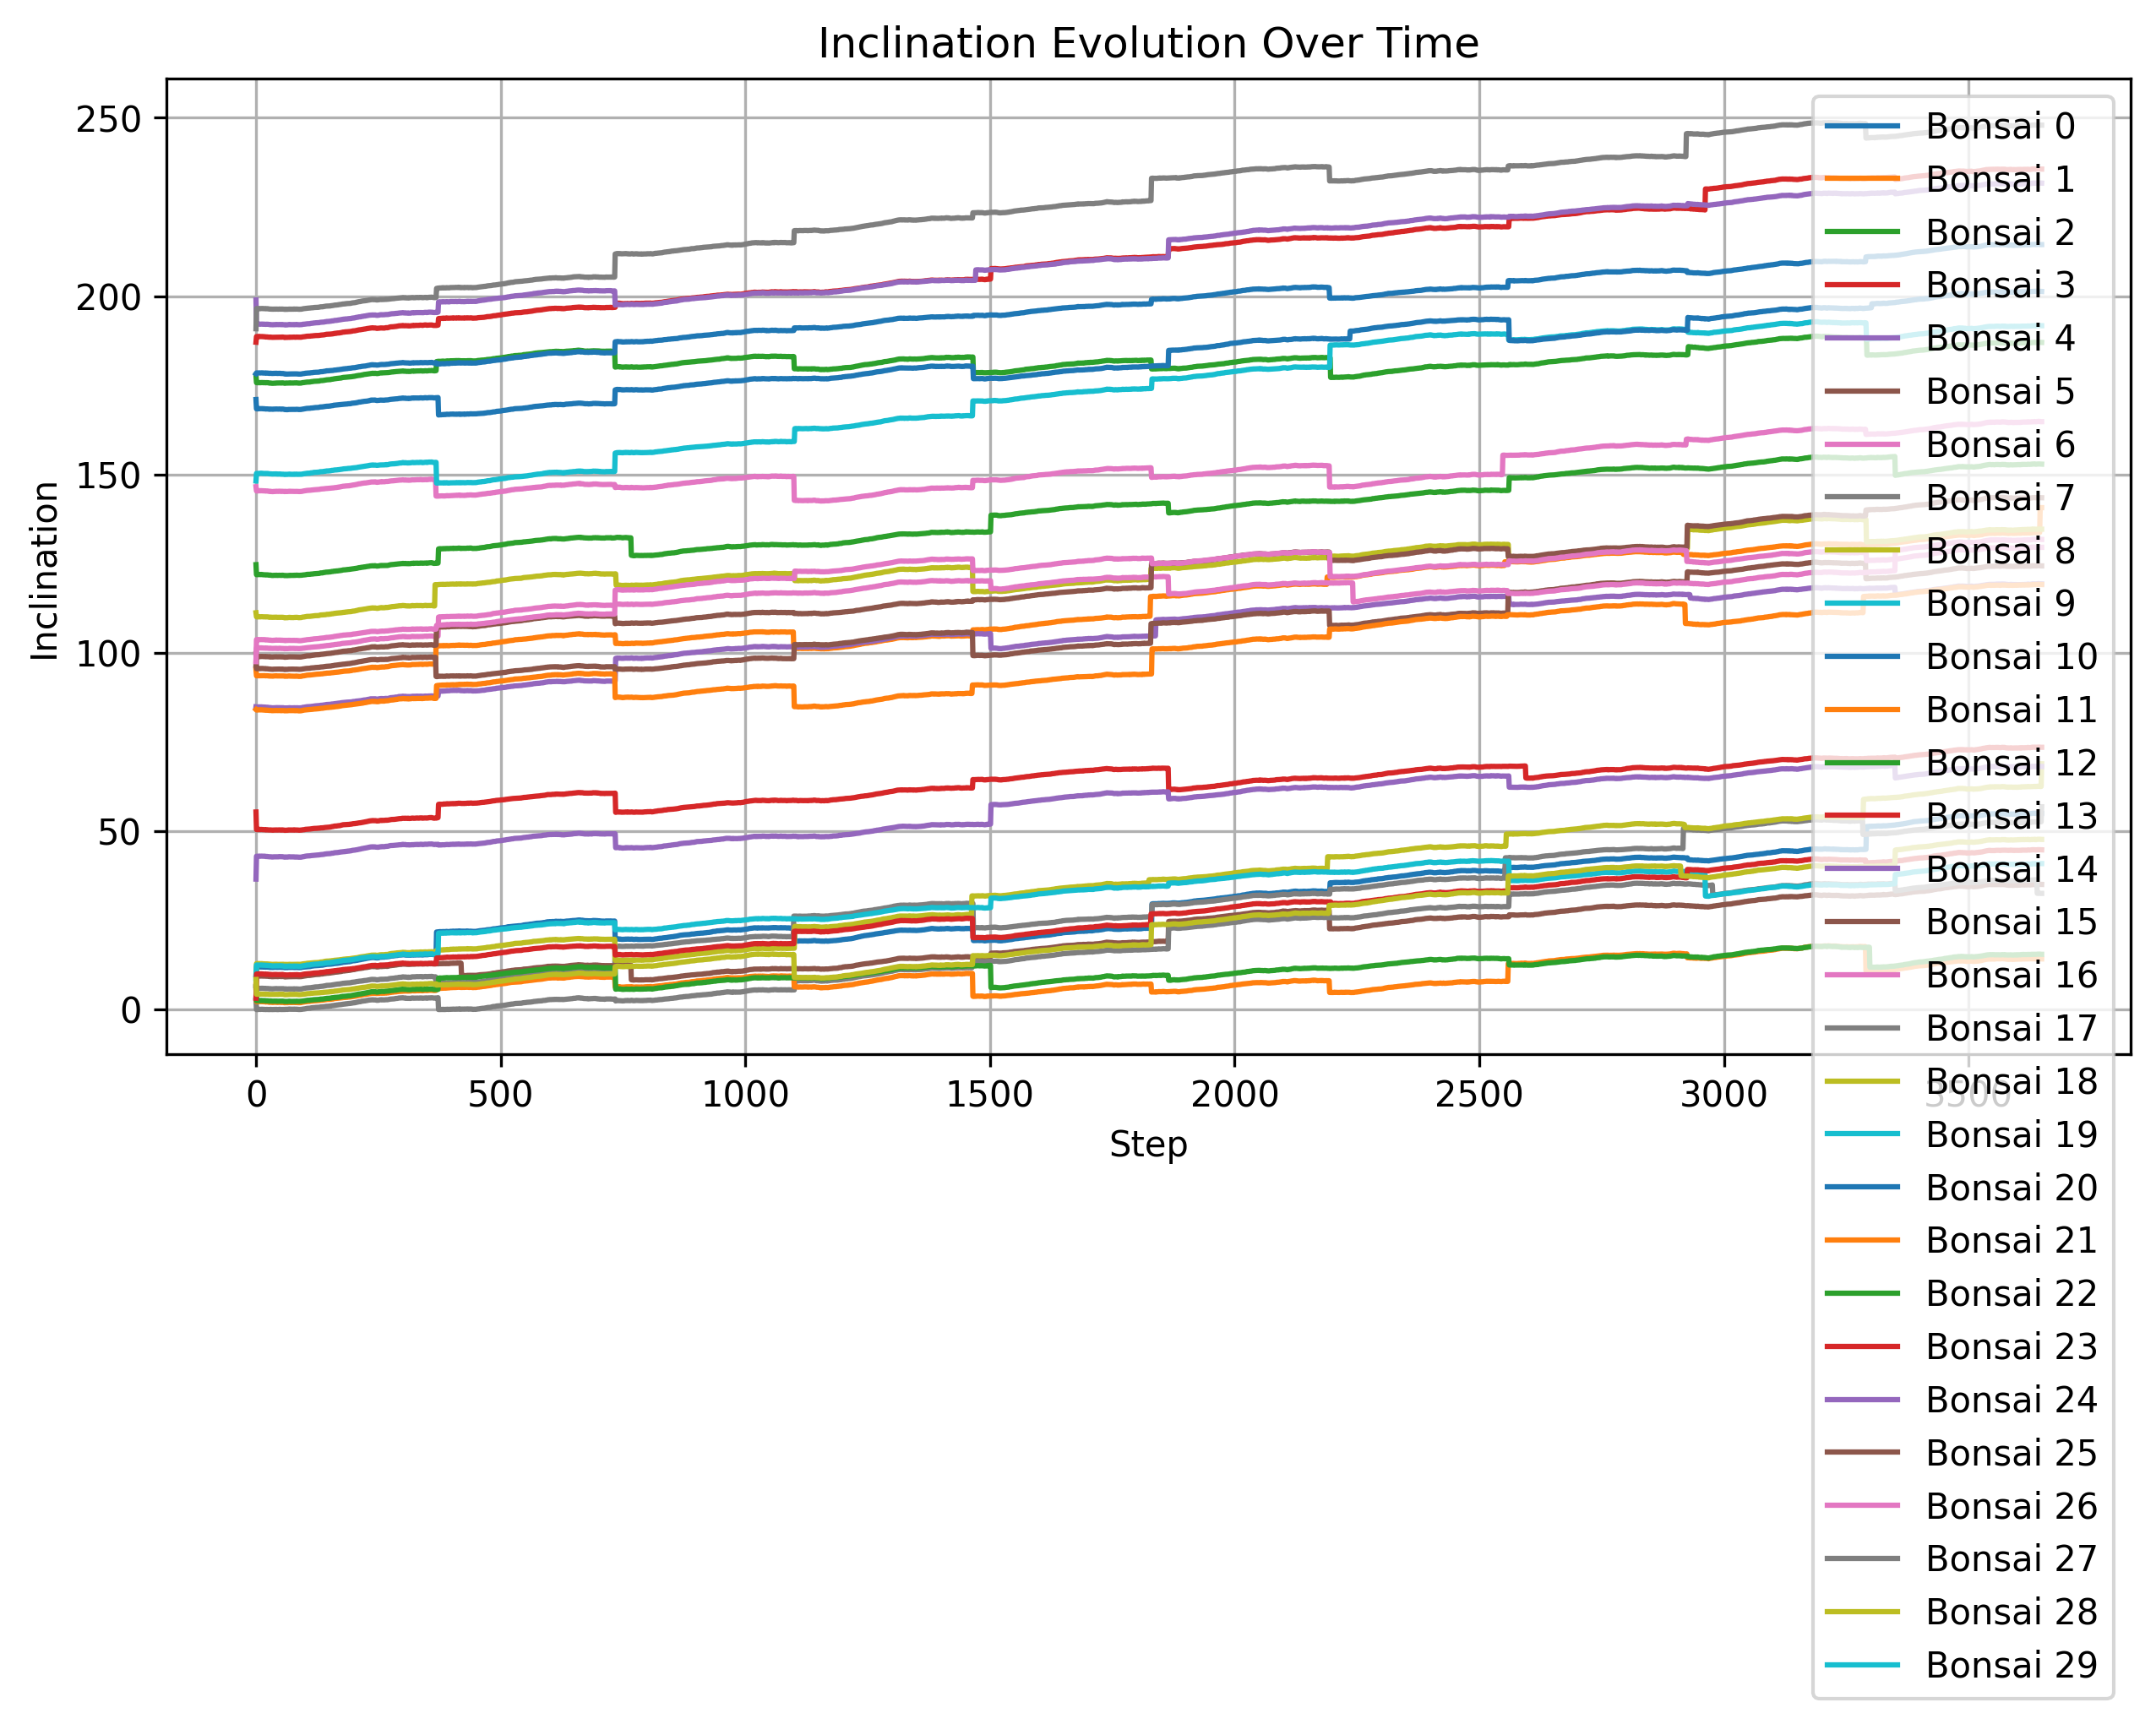 Inclination Evolution Over Time
250
200
150
100
50
0
Inclination
0 500 1000 1500 2000 2500 3000 3500
Step
Bonsai 0
Bonsai 1
Bonsai 2
Bonsai 3
Bonsai 4
Bonsai 5
Bonsai 6
Bonsai 7
Bonsai 8
Bonsai 9
Bonsai 10
Bonsai 11
Bonsai 12
Bonsai 13
Bonsai 14
Bonsai 15
Bonsai 16
Bonsai 17
Bonsai 18
Bonsai 19
Bonsai 20
Bonsai 21
Bonsai 22
Bonsai 23
Bonsai 24
Bonsai 25
Bonsai 26
Bonsai 27
Bonsai 28
Bonsai 29